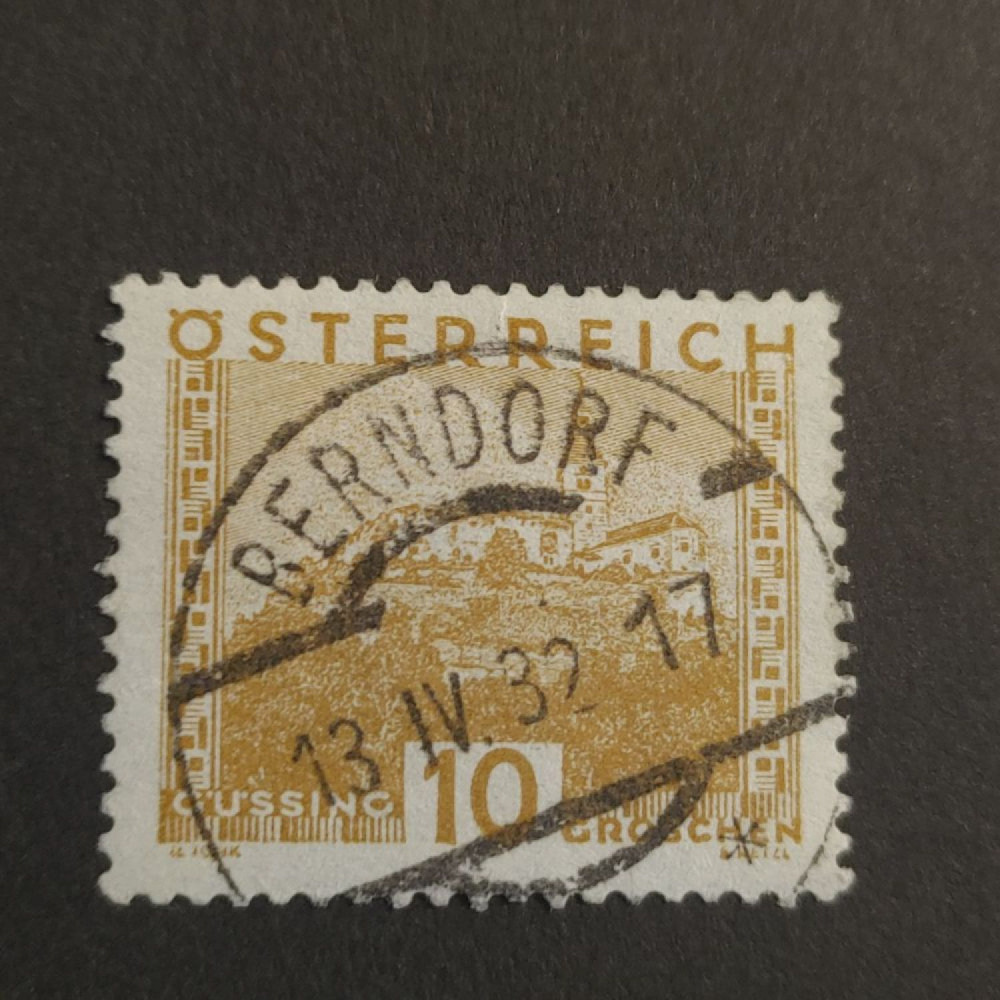 ÖSTERREICH
BERNDORF
13 IV. 32 17
GÜSSING 10 GROSCHEN
*